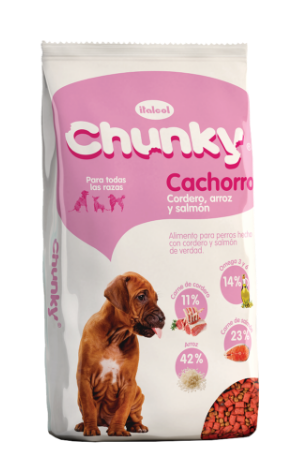 italcol
Chunky
Cachorro
Cordero, arroz
y salmón
Para todas
las razas
Alimento para perros hecho
con cordero y salmón
de verdad.
Omega 3 y 6
14%
Carne de cordero
11%
Carne de salmón
23%
Arroz
42%
Chunky